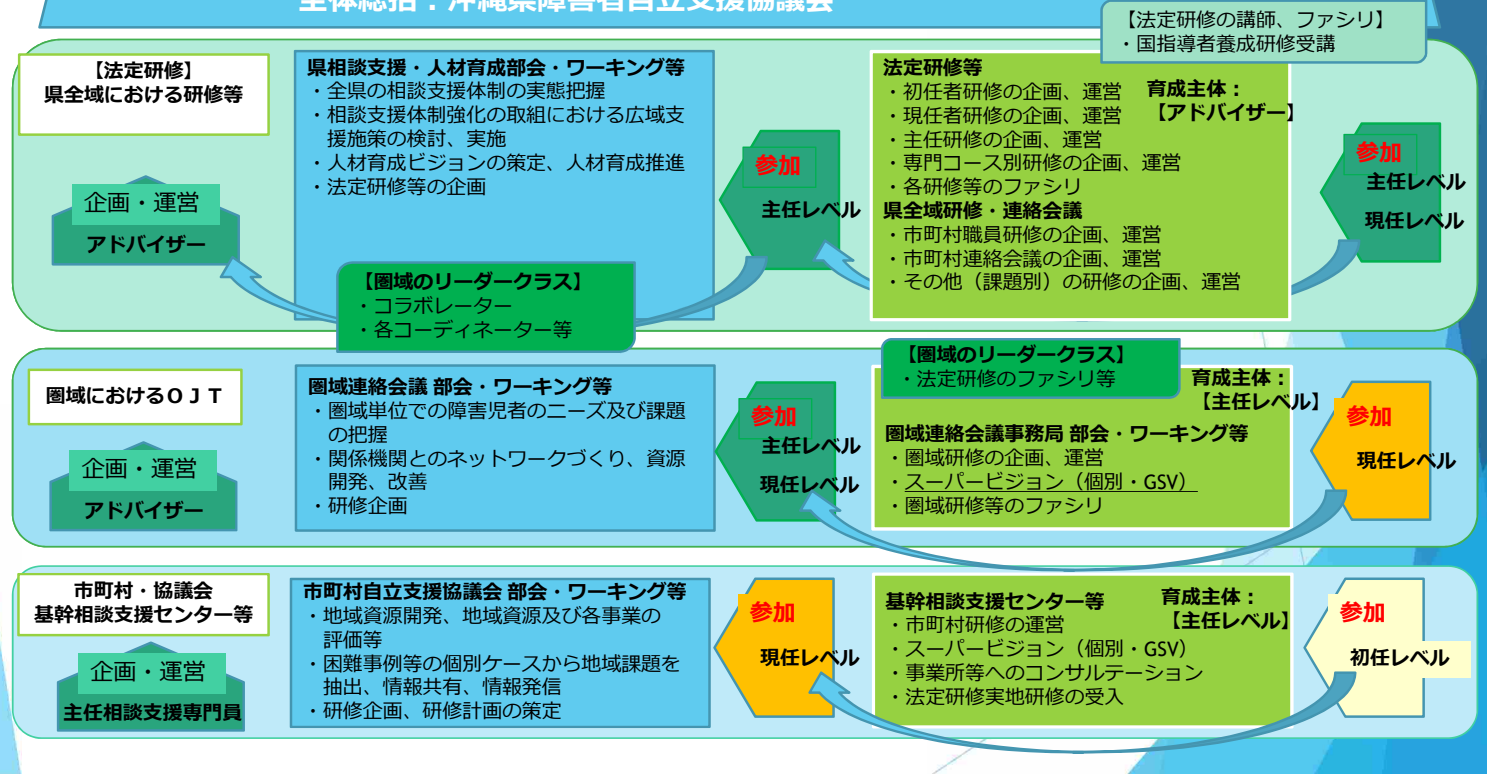 全体総括：沖縄県障害者自立支援協議会
【法定研修の講師、ファシリ】
・国指導者養成研修受講
【法定研修】
県全域における研修等
企画・運営
アドバイザー
県相談支援・人材育成部会・ワーキング等
・全県の相談支援体制の実態把握
・相談支援体制強化の取組における広域支
援施策の検討、実施
・人材育成ビジョンの策定、人材育成推進
・法定研修等の企画
参加
主任レベル
法定研修等
・初任者研修の企画、運営
・現任者研修の企画、運営
・主任研修の企画、運営
・専門コース別研修の企画、運営
・各研修等のファシリ
県全域研修・連絡会議
・市町村職員研修の企画、運営
・市町村連絡会議の企画、運営
・その他（課題別）の研修の企画、運営
育成主体：
【アドバイザー】
参加
主任レベル
現任レベル
【圏域のリーダークラス】
・コラボレーター
・各コーディネーター等
圏域におけるＯＪＴ
企画・運営
アドバイザー
圏域連絡会議 部会・ワーキング等
・圏域単位での障害児者のニーズ及び課題
の把握
・関係機関とのネットワークづくり、資源
開発、改善
・研修企画
参加
主任レベル
現任レベル
【圏域のリーダークラス】
・法定研修のファシリ等
育成主体：
【主任レベル】
圏域連絡会議事務局 部会・ワーキング等
・圏域研修の企画、運営
・スーパービジョン（個別・GSV）
・圏域研修等のファシリ
参加
現任レベル
市町村・協議会
基幹相談支援センター等
企画・運営
主任相談支援専門員
市町村自立支援協議会 部会・ワーキング等
・地域資源開発、地域資源及び各事業の
評価等
・困難事例等の個別ケースから地域課題を
抽出、情報共有、情報発信
・研修企画、研修計画の策定
参加
現任レベル
基幹相談支援センター等
・市町村研修の運営
・スーパービジョン（個別・GSV）
・事業所等へのコンサルテーション
・法定研修実地研修の受入
育成主体：
【主任レベル】
参加
初任レベル